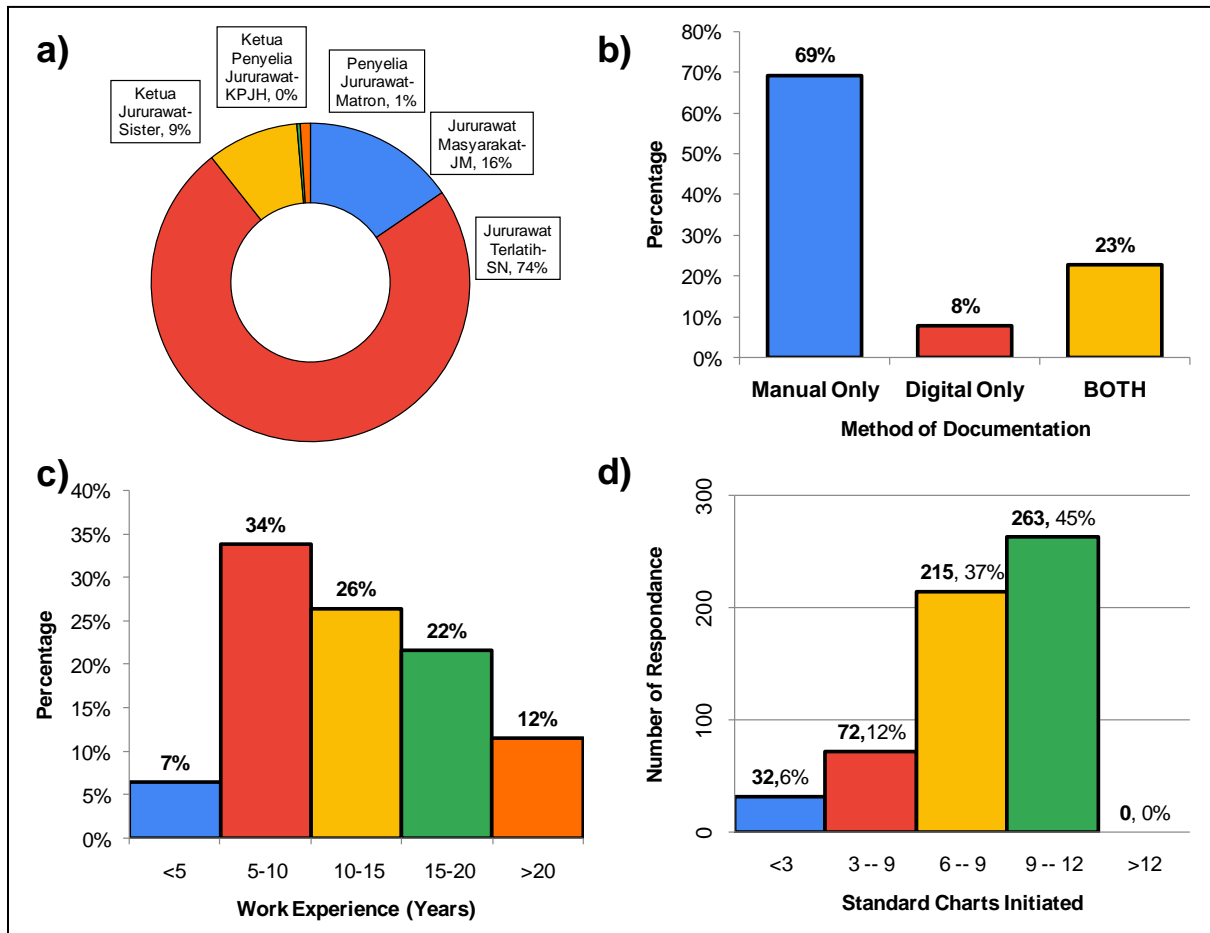 a)
Ketua
Jururawat-
Sister, 9%
Ketua
Penyelia
Jururawat-
KPJH, 0%
Penyelia
Jururawat-
Matron, 1%
Jururawat
Masyarakat-
JM, 16%
Jururawat
Terlatih-
SN, 74%
b)
Percentage
80%
70%
60%
50%
40%
30%
20%
10%
0%
69%
8%
23%
Manual Only
Digital Only
BOTH
Method of Documentation
c)
Percentage
40%
35%
30%
25%
20%
15%
10%
5%
0%
7%
34%
26%
22%
12%
<5
5-10
10-15
15-20
>20
Work Experience (Years)
d)
Number of Respondance
300
200
100
0
32,6%
72,12%
215, 37%
263, 45%
0, 0%
<3
3 -- 9
6 -- 9
9 -- 12
>12
Standard Charts Initiated